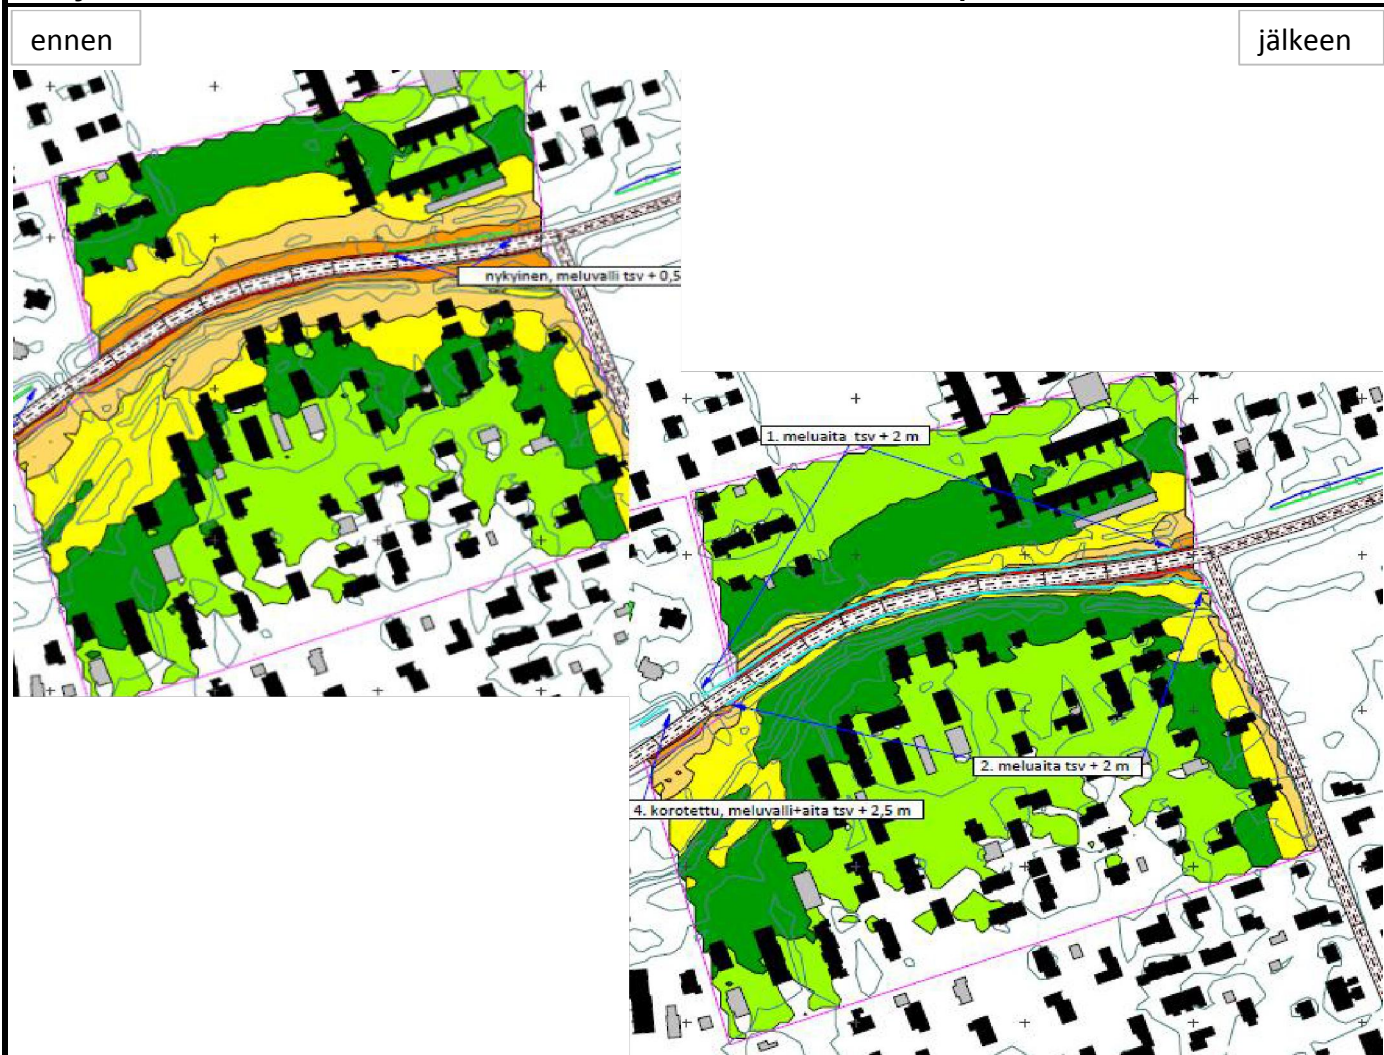 ennen
jälkeen
nykyinen, meluvalli tsv + 0,5
1. meluaita tsv + 2 m
2. meluaita tsv + 2 m
4. korotettu, meluvalli+aita tsv + 2,5 m